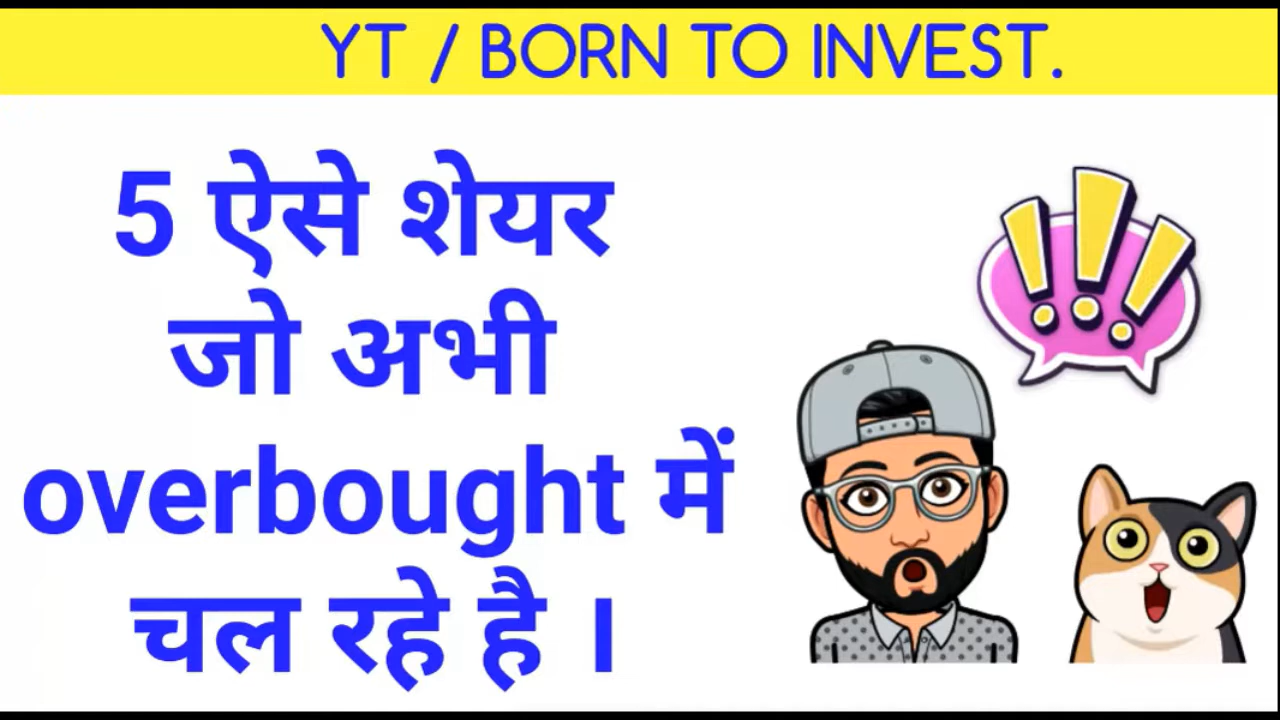 YT / BORN TO INVEST.
5 ऐसे शेयर
जो अभी
overbought में
चल रहे है ।